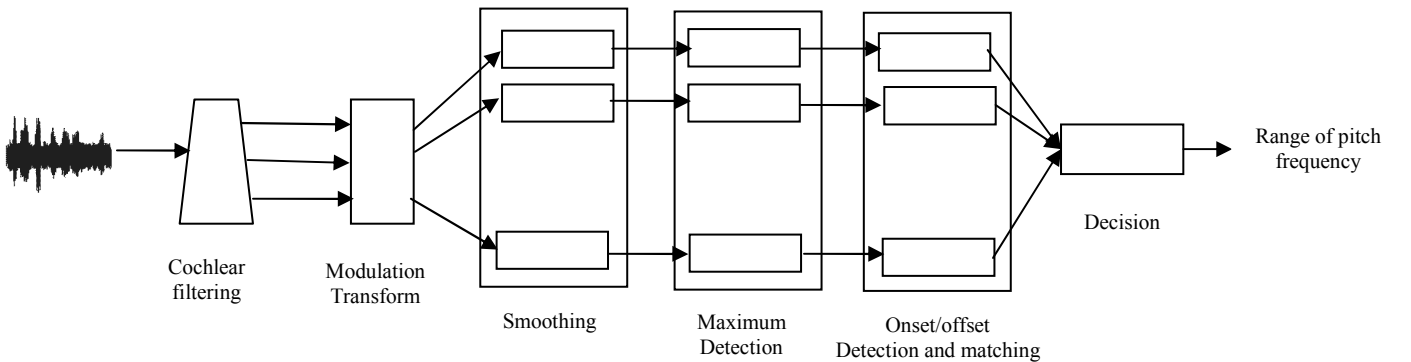 Cochlear
filtering
Modulation
Transform
Smoothing
Maximum
Detection
Onset/offset
Detection and matching
Decision
Range of pitch
frequency